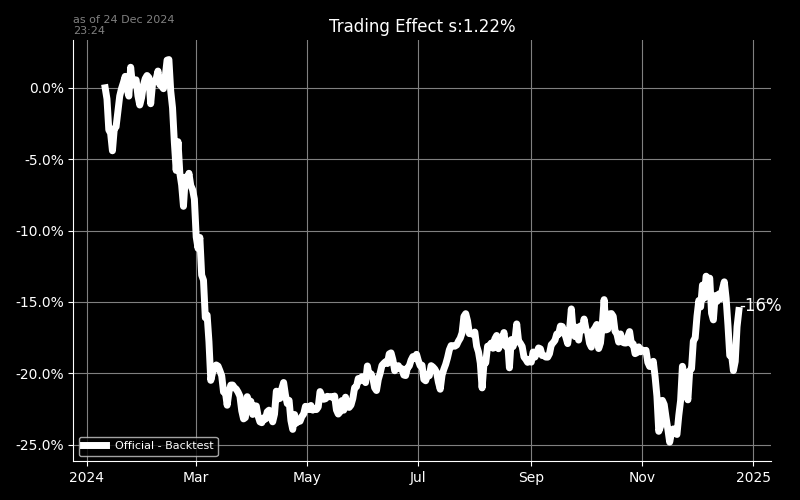 as of 24 Dec 2024
23:24
Trading Effect s:1.22%
0.0%
-5.0%
-10.0%
-15.0%
-16%
-20.0%
-25.0%
Official - Backtest
2024 Mar May Jul Sep Nov 2025